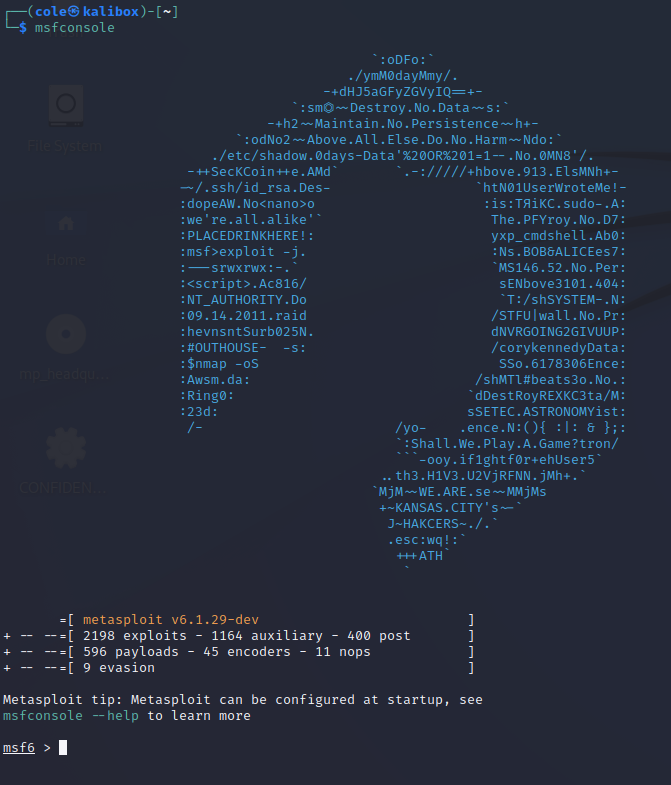 ┌──(cole㉿kalibox)-[~]
└─$ msfconsole
`:oDFo:`
./ymM0dayMmy/.
-+dHJ5aGFyZGVyIQ==+-
`:sm⏣~~Destroy.No.Data~~s:`
-+h2~~Maintain.No.Persistence~~h+-
`:odNo2~~Above.All.Else.Do.No.Harm~~Ndo:`
./etc/shadow.0days-Data'%20OR%201=1--.No.0MN8'/.
-++SecKCoin++e.AMd`       `.-://///+hbove.913.ElsMNh+-
~/.ssh/id_rsa.Des-                  `htN01UserWroteMe!-
:dopeAW.No<nano>o                     :is:TЯiKC.sudo-.A:
:we're.all.alike'`                     The.PFYroy.No.D7:
:PLACEDRINKHERE!:                      yxp_cmdshell.Ab0:
:msf>exploit -j.                       :Ns.BOB&ALICEes7:
:---srwxrwx:-.`                        `MS146.52.No.Per:
:<script>.Ac816/                        sENbove3101.404:
:NT_AUTHORITY.Do                        `T:/shSYSTEM-.N:
:09.14.2011.raid                       /STFU|wall.No.Pr:
:hevnsntSurb025N.                      dNVRGOING2GIVUUP:
:#OUTHOUSE-  -s:                       /corykennedyData:
:$nmap -oS                              SSo.6178306Ence:
:Awsm.da:                            /shMTl#beats3o.No.:
:Ring0:                             `dDestRoyREXKC3ta/M:
:23d:                               sSETEC.ASTRONOMYist:
/-                        /yo-    .ence.N:(){ :|: & };:
`:Shall.We.Play.A.Game?tron/
```-ooy.if1ghtf0r+ehUser5`
..th3.H1V3.U2VjRFNN.jMh+.`
`MjM~~WE.ARE.se~~MMjMs
+~KANSAS.CITY's~-`
J~HAKCERS~./.`
.esc:wq!:`
+++ATH`
`
File System
Home
mp_headqu...
CONFIDEN...
=[ metasploit v6.1.29-dev                          ]
+ -- --=[ 2198 exploits - 1164 auxiliary - 400 post       ]
+ -- --=[ 596 payloads - 45 encoders - 11 nops            ]
+ -- --=[ 9 evasion                                       ]
Metasploit tip: Metasploit can be configured at startup, see
msfconsole --help to learn more
msf6 >